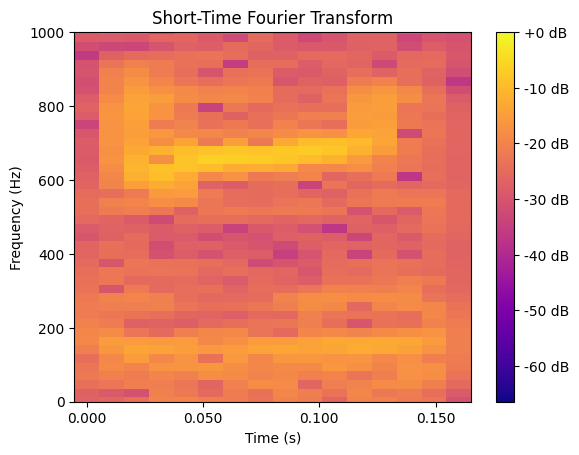 Short-Time Fourier Transform
1000
800
600
400
200
0
Frequency (Hz)
0.000
0.050
0.100
0.150
Time (s)
+0 dB
-10 dB
-20 dB
-30 dB
-40 dB
-50 dB
-60 dB